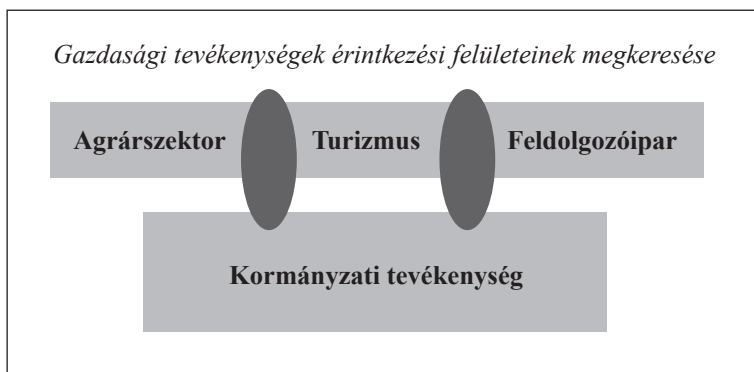 Gazdasági tevékenységek érintkezési felületeinek megkeresése
Agrárszektor Turizmus Feldolgozóipar
Kormányzati tevékenység